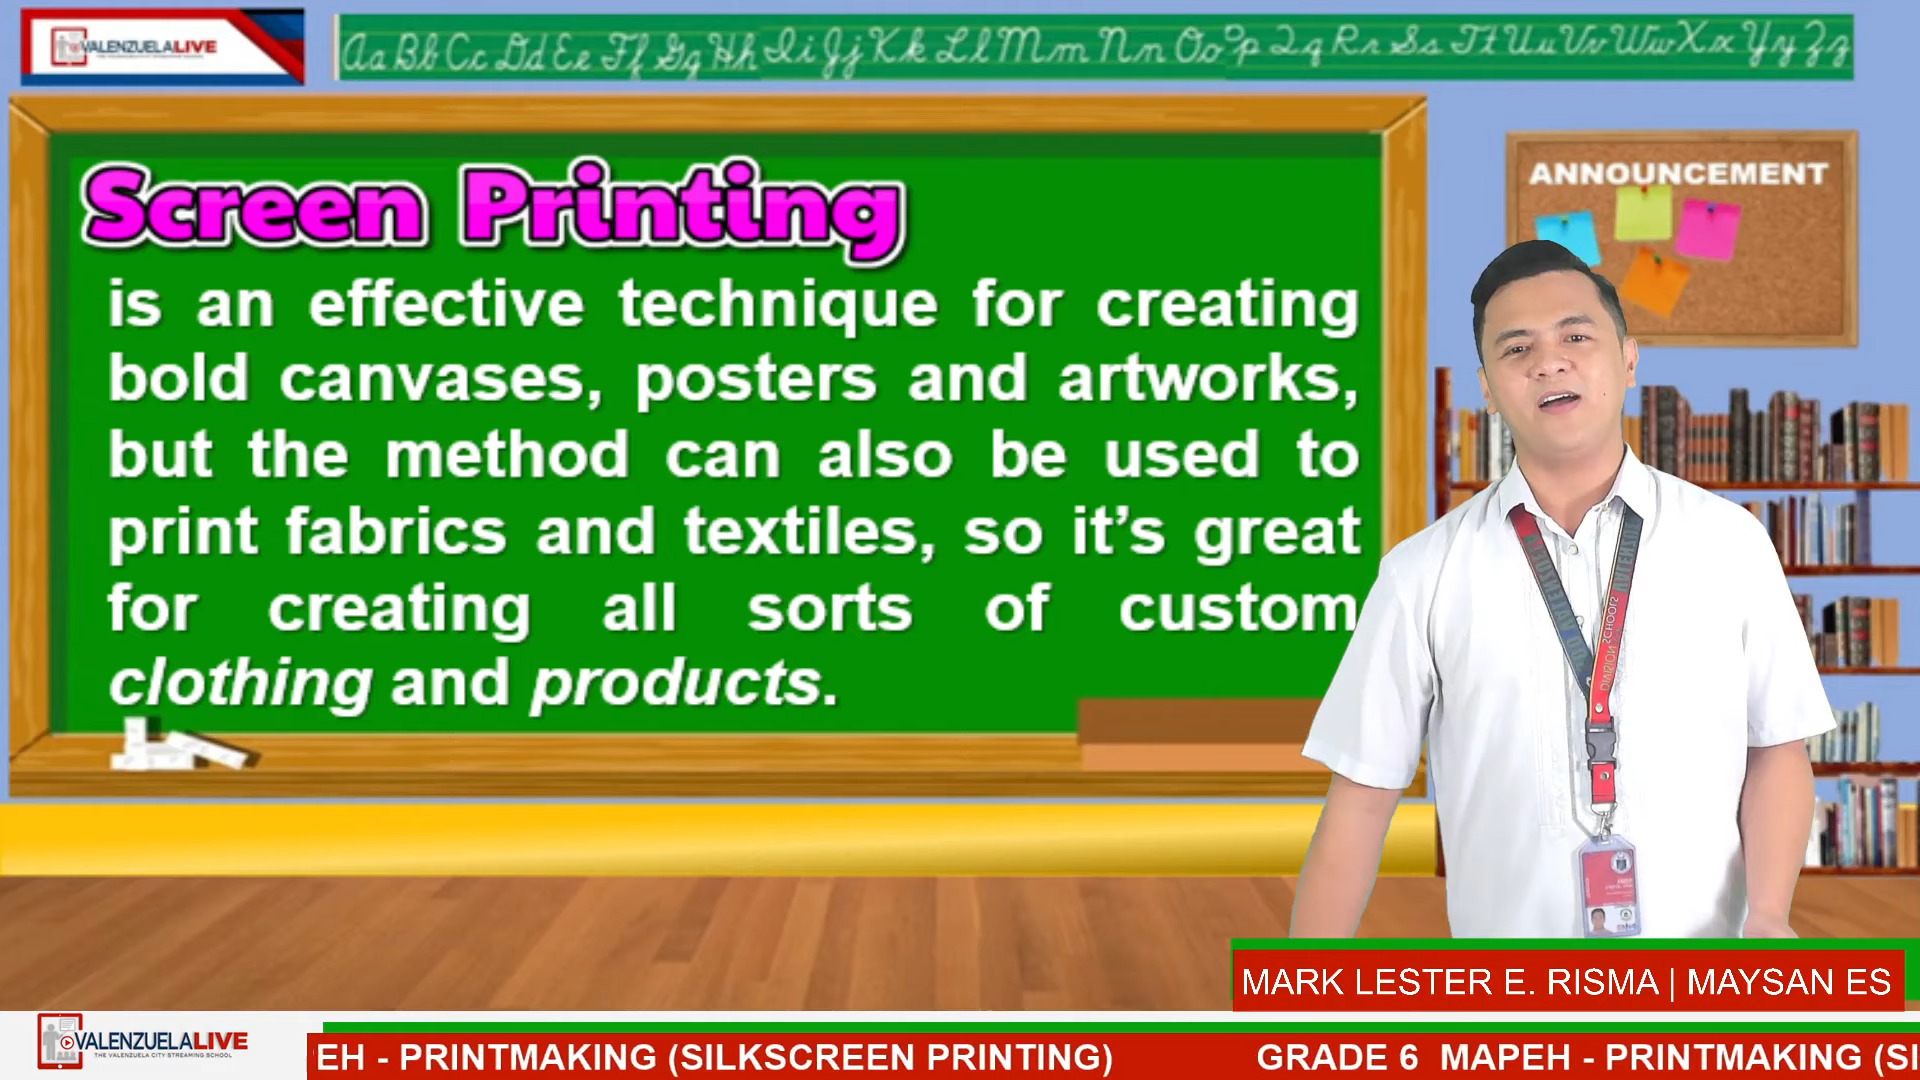 VALENZUELALIVE
Aa Bb Cc Dd Ee Ff Gg Hh Ii Jj Kk Ll Mm Nn Oo Pp Qq Rr Ss Tt Uu Vv Ww Xx Yy Zz
Screen Printing
is an effective technique for creating
bold canvases, posters and artworks,
but the method can also be used to
print fabrics and textiles, so it’s great
for creating all sorts of custom
clothing and products.
ANNOUNCEMENT
MARK LESTER E. RISMA | MAYSAN ES
VALENZUELALIVE
THE VALENZUELA CITY STREAMING SCHOOL
EH - PRINTMAKING (SILKSCREEN PRINTING) GRADE 6 MAPEH - PRINTMAKING (SI